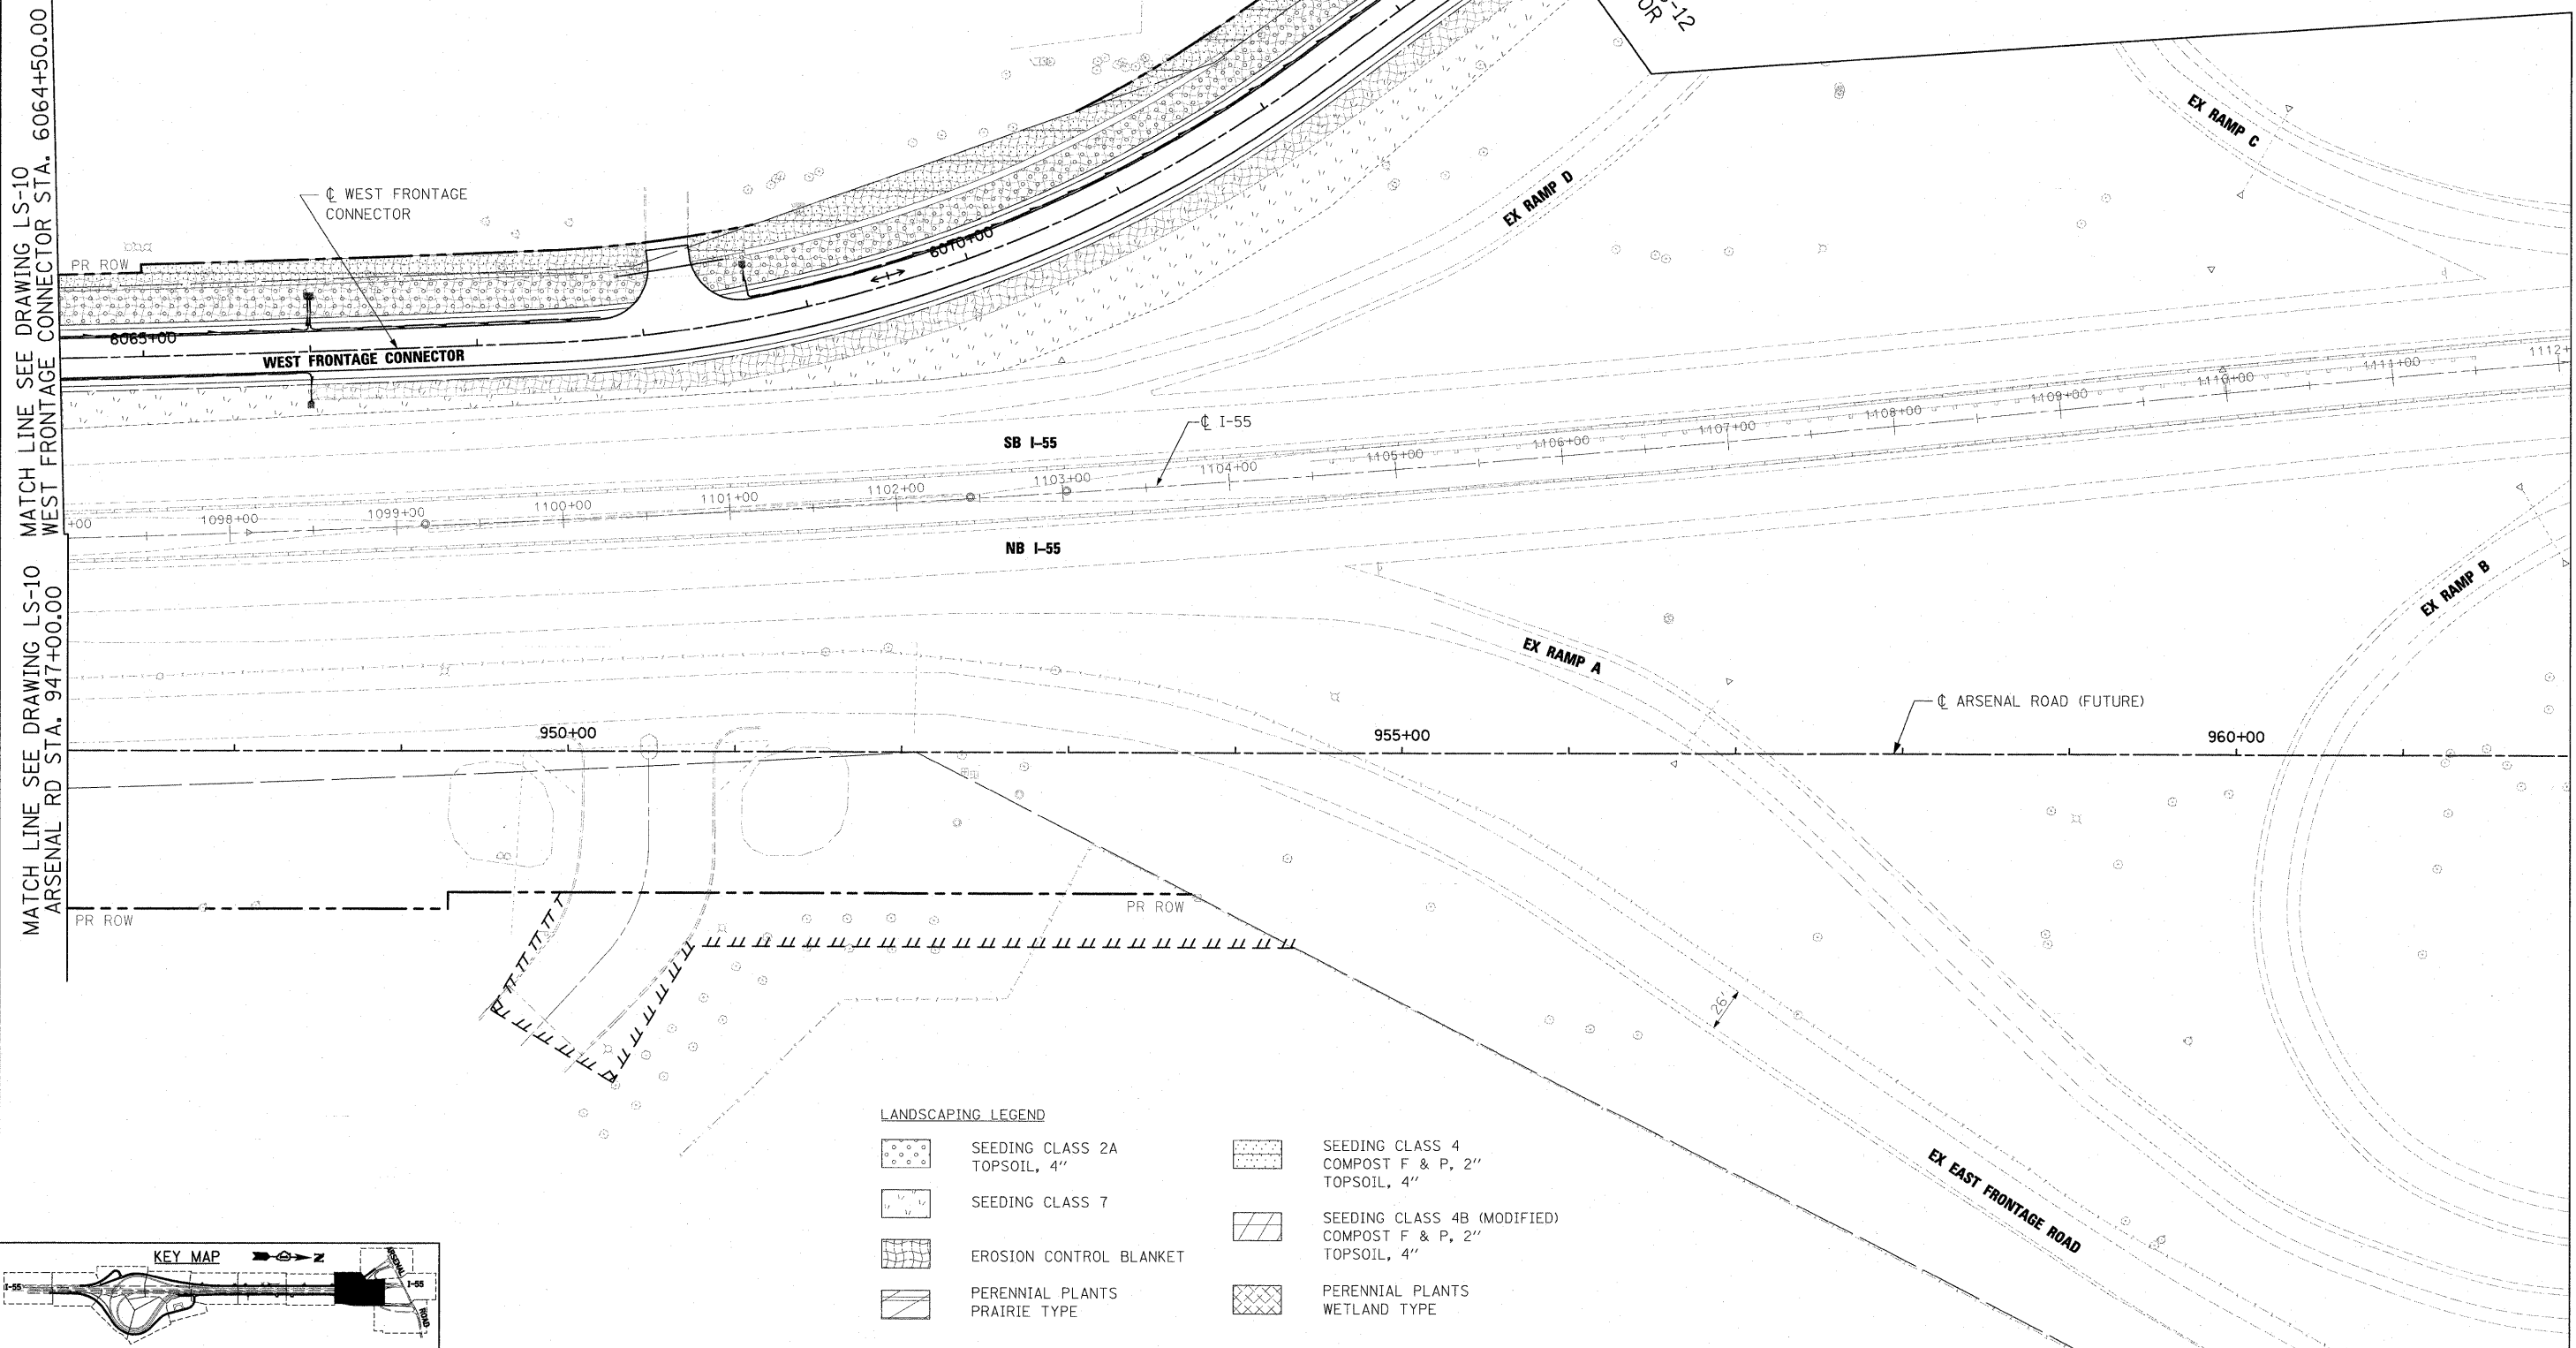 MATCH LINE SEE DRAWING LS-10
WEST FRONTAGE CONNECTOR STA. 6064+50.00
MATCH LINE SEE DRAWING LS-10
ARSENAL RD STA. 947+00.00
-12
OR
℄ WEST FRONTAGE
CONNECTOR
PR ROW
6065+00
WEST FRONTAGE CONNECTOR
6070+00
EX RAMP D
EX RAMP C
SB I-55
℄ I-55
+00
1098+00
1099+00
1100+00
1101+00
1102+00
1103+00
1104+00
1105+00
1106+00
1107+00
1108+00
1109+00
1110+00
1111+00
1112+
NB I-55
EX RAMP B
EX RAMP A
℄ ARSENAL ROAD (FUTURE)
950+00
955+00
960+00
PR ROW
PR ROW
26'
EX EAST FRONTAGE ROAD
LANDSCAPING LEGEND
SEEDING CLASS 2A
TOPSOIL, 4"
SEEDING CLASS 7
EROSION CONTROL BLANKET
PERENNIAL PLANTS
PRAIRIE TYPE
SEEDING CLASS 4
COMPOST F & P, 2"
TOPSOIL, 4"
SEEDING CLASS 4B (MODIFIED)
COMPOST F & P, 2"
TOPSOIL, 4"
PERENNIAL PLANTS
WETLAND TYPE
KEY MAP
Z
I-55
ARSENAL
I-55
ROAD